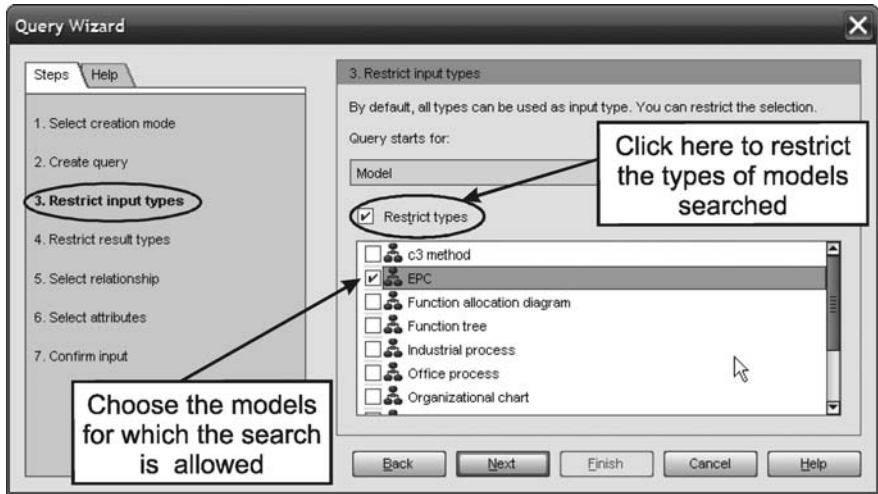 Query Wizard
Steps
Help
1. Select creation mode
2. Create query
3. Restrict input types
4. Restrict result types
5. Select relationship
6. Select attributes
7. Confirm input
3. Restrict input types
By default, all types can be used as input type. You can restrict the selection.
Query starts for:
Model
Restrict types
c3 method
EPC
Function allocation diagram
Function tree
Industrial process
Office process
Organizational chart
Click here to restrict
the types of models
searched
Choose the models
for which the search
is allowed
Back
Next
Finish
Cancel
Help